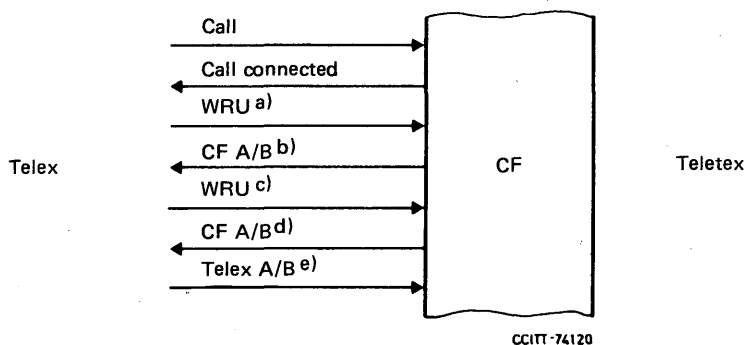 Call
Call connected
WRU a)
CF A/B b)
Telex CF Teletex
WRU c)
CF A/B d)
Telex A/B e)
CCITT-74120